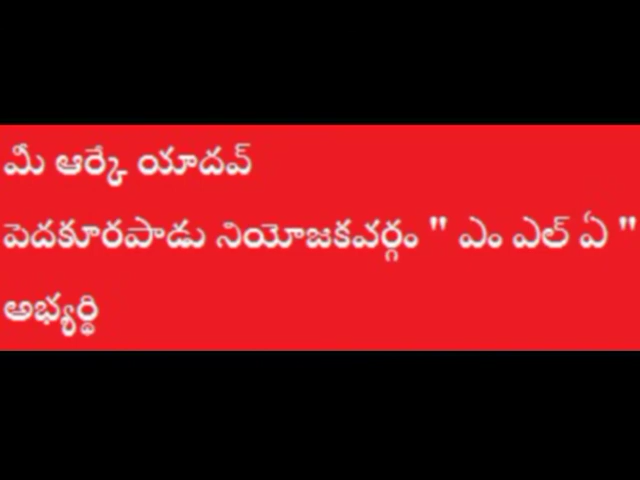 మీ ఆర్కే యాదవ్
పెదకూరపాడు నియోజకవర్గం " ఎం ఎల్ ఏ "
అభ్యర్థి